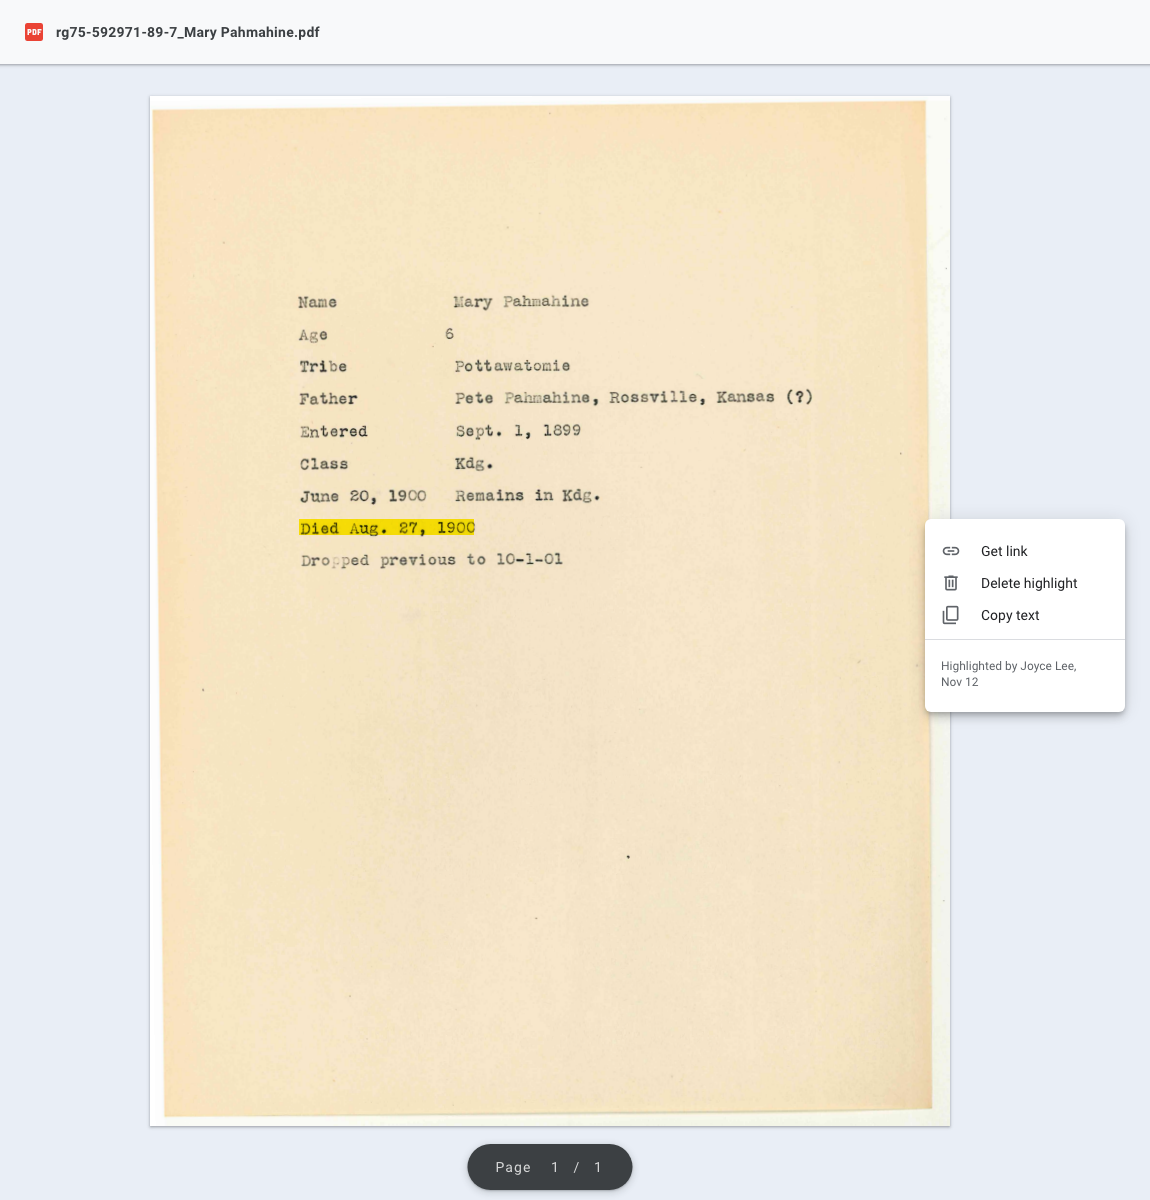 PDF rg75-592971-89-7_Mary Pahmahine.pdf
Name Mary Pahmahine
Age 6
Tribe Pottawatomie
Father Pete Pahmahine, Rossville, Kansas (?)
Entered Sept. 1, 1899
Class Kdg.
June 20, 1900 Remains in Kdg.
Died Aug. 27, 1900
Dropped previous to 10-1-01
Get link
Delete highlight
Copy text
Highlighted by Joyce Lee,
Nov 12
Page 1 / 1